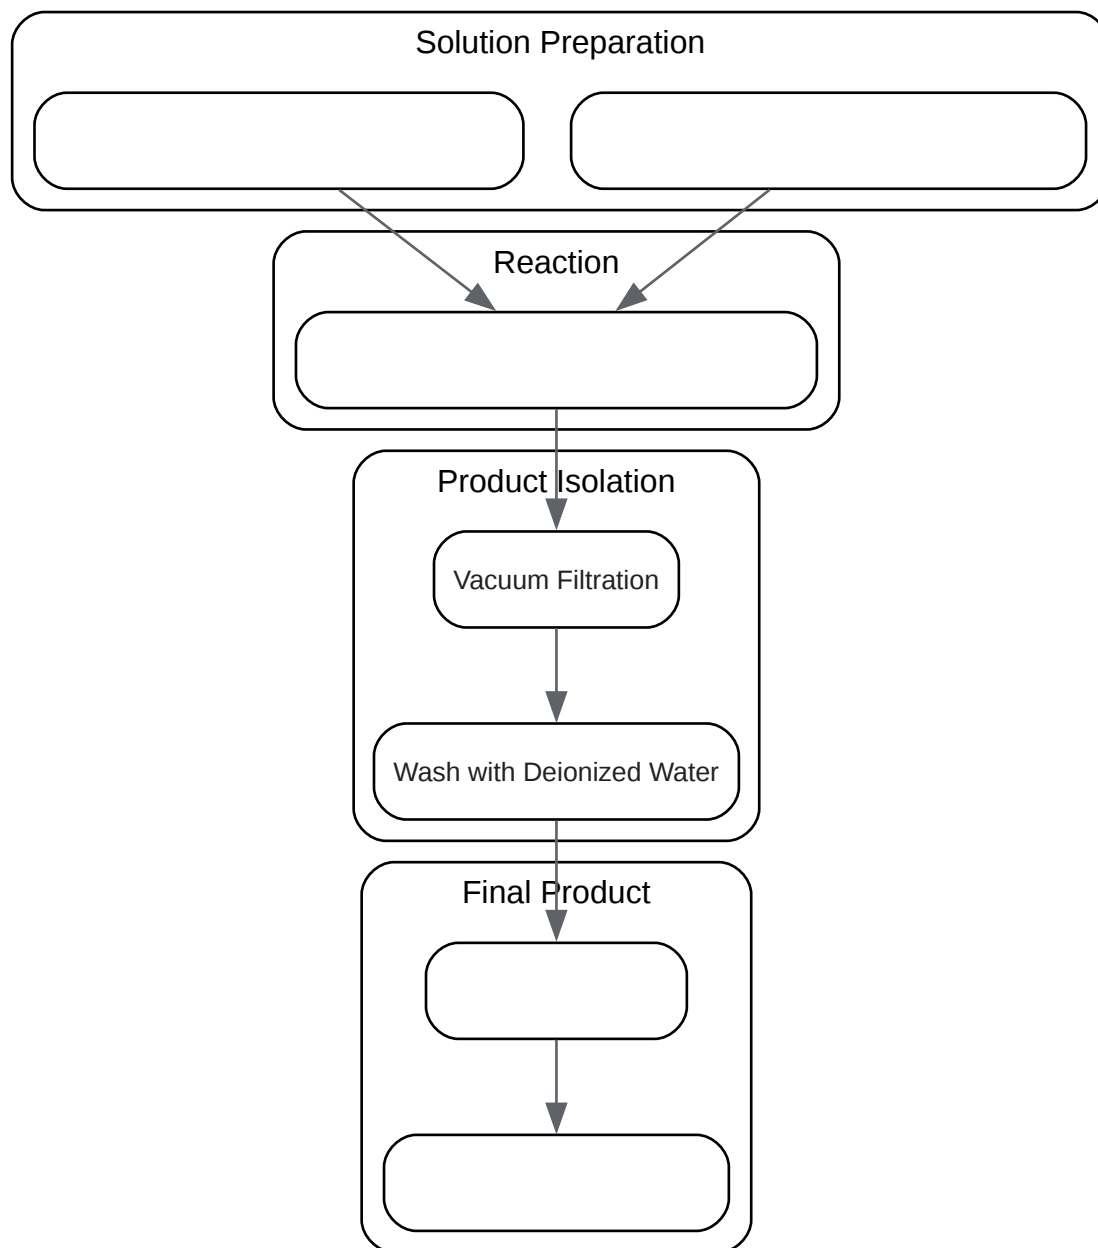 Solution Preparation
Reaction
Product Isolation
Vacuum Filtration
Wash with Deionized Water
Final Product